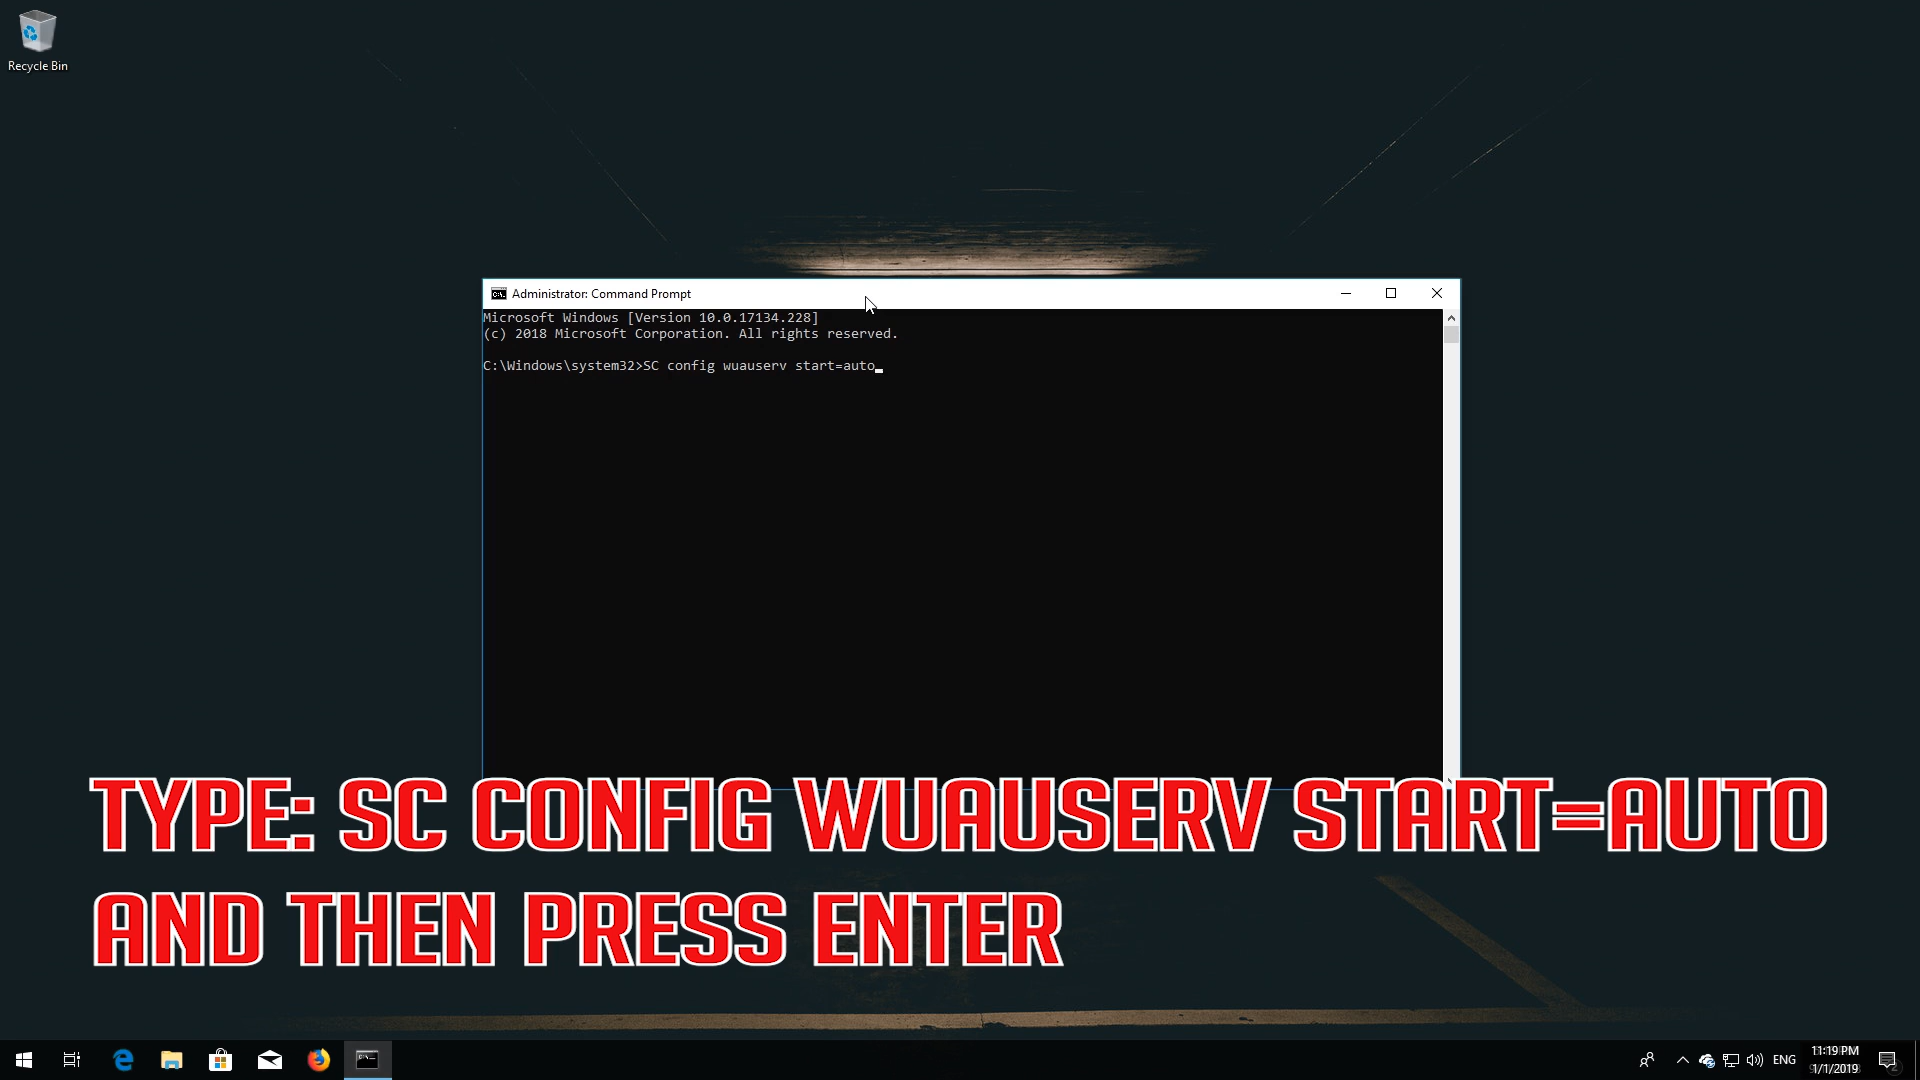 Recycle Bin
Administrator: Command Prompt
Microsoft Windows [Version 10.0.17134.228]
(c) 2018 Microsoft Corporation. All rights reserved.
C:\Windows\system32>SC config wuauserv start=auto
TYPE: SC CONFIG WUAUSERV START=AUTO
AND THEN PRESS ENTER
ENG
11:19 PM
1/1/2019